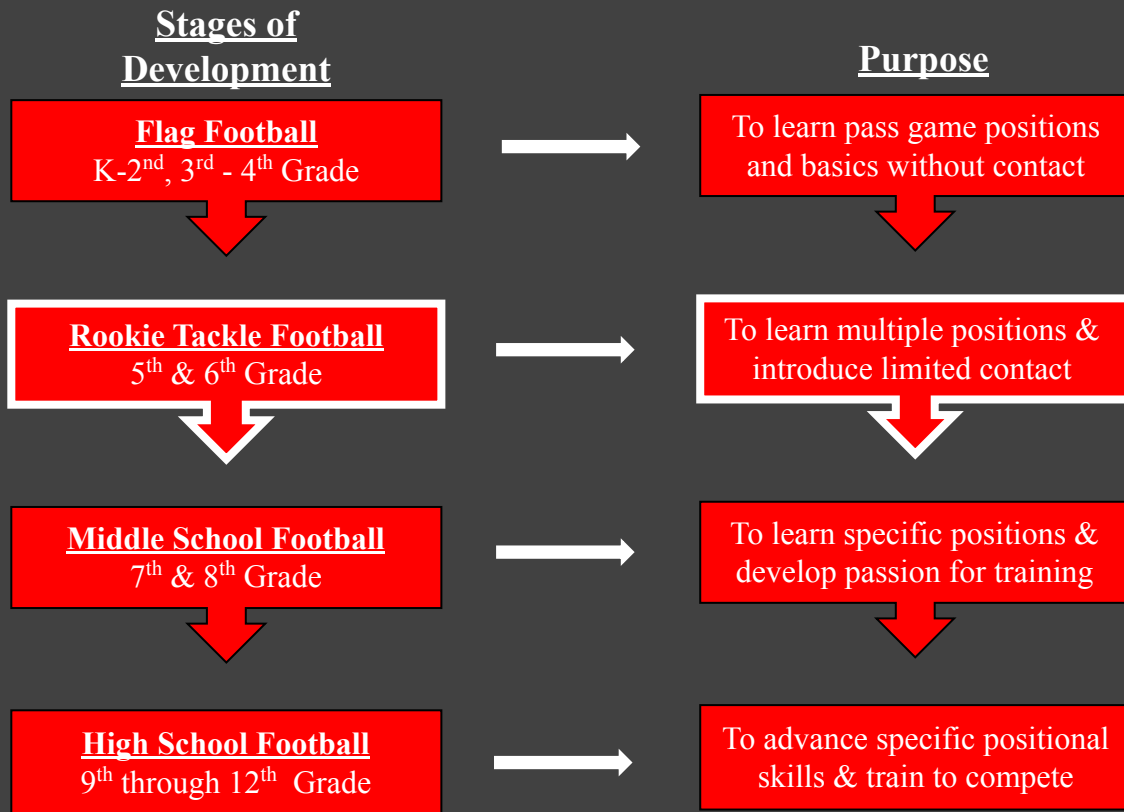 Stages of
Development
Purpose
Flag Football
K-2nd, 3rd - 4th Grade
To learn pass game positions
and basics without contact
Rookie Tackle Football
5th & 6th Grade
To learn multiple positions &
introduce limited contact
Middle School Football
7th & 8th Grade
To learn specific positions &
develop passion for training
High School Football
9th through 12th Grade
To advance specific positional
skills & train to compete